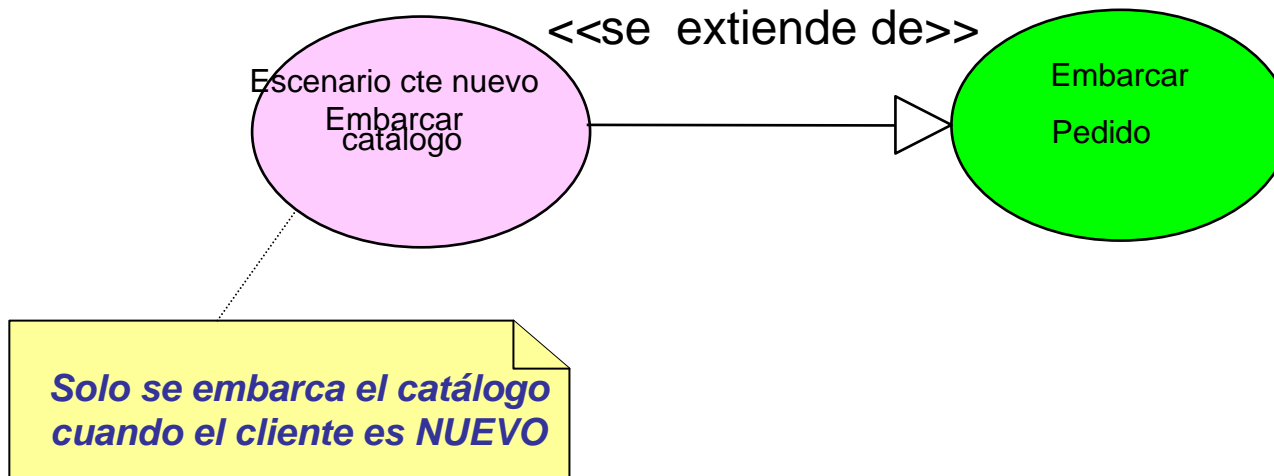 <<se extiende de>>
Escenario cte nuevo
Embarcar
catálogo
Embarcar
Pedido
Solo se embarca el catálogo
cuando el cliente es NUEVO